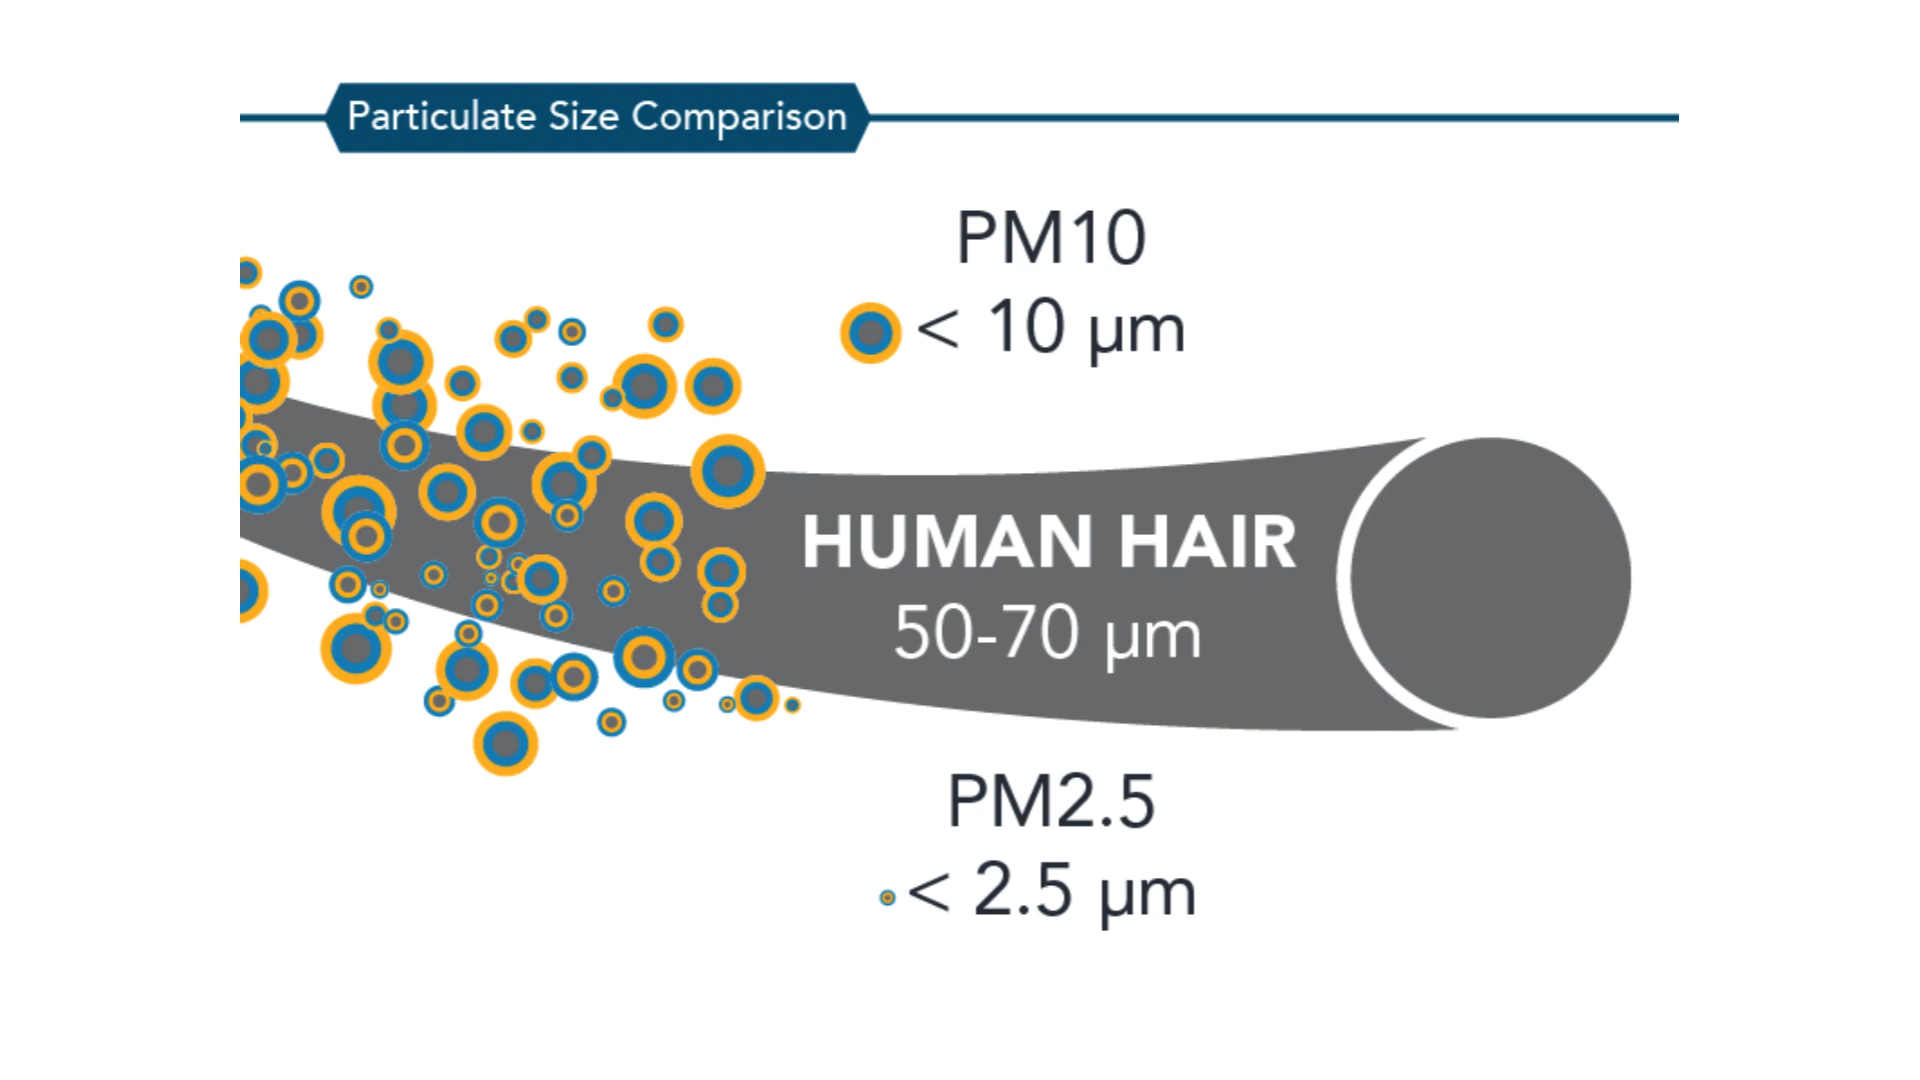 Particulate Size Comparison
PM10
< 10 µm
HUMAN HAIR
50-70 µm
PM2.5
< 2.5 µm